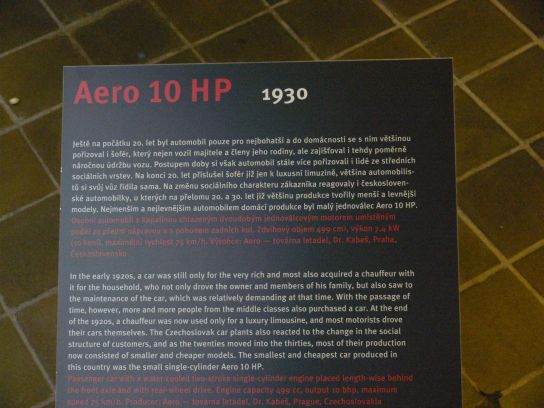 Aero 10 HP 1930
Ještě na počátku 20. let byl automobil pouze pro nejbohatší a do domácnosti se s ním většinou
pořizoval i šofér, který nejen vozil majitele a členy jeho rodiny, ale zajišťoval i tehdy poměrně
náročnou údržbu vozu. Postupem doby si však automobil stále více pořizovali i lidé ze středních
sociálních vrstev. Na konci 20. let příslušel šofér již jen k luxusní limuzíně, většina automobilis-
tů si svůj vůz řídila sama. Na změnu sociálního charakteru zákazníka reagovaly i českosloven-
ské automobilky, u kterých na přelomu 20. a 30. let již většinu produkce tvořily menší a levnější
modely. Nejmenším a nejlevnějším automobilem domácí produkce byl malý jednoválec Aero 10 HP.
Osobní automobil s kapalinou chlazeným dvoudobým jednoválcovým motorem umístěným
podél za přední nápravou a s pohonem zadních kol. Zdvihový objem 499 cm3, výkon 7,4 kW
(10 koní), maximální rychlost 75 km/h. Výrobce: Aero — továrna letadel, Dr. Kabeš, Praha,
Československo
In the early 1920s, a car was still only for the very rich and most also acquired a chauffeur with
it for the household, who not only drove the owner and members of his family, but also saw to
the maintenance of the car, which was relatively demanding at that time. With the passage of
time, however, more and more people from the middle classes also purchased a car. At the end
of the 1920s, a chauffeur was now used only for a luxury limousine, and most motorists drove
their cars themselves. The Czechoslovak car plants also reacted to the change in the social
structure of customers, and as the twenties moved into the thirties, most of their production
now consisted of smaller and cheaper models. The smallest and cheapest car produced in
this country was the small single-cylinder Aero 10 HP.
Passenger car with a water-cooled two-stroke single-cylinder engine placed length-wise behind
the front axle and with rear-wheel drive. Engine capacity 499 cc, output 10 bhp, maximum
speed 75 km/h. Producer: Aero — továrna letadel, Dr. Kabeš, Prague, Czechoslovakia